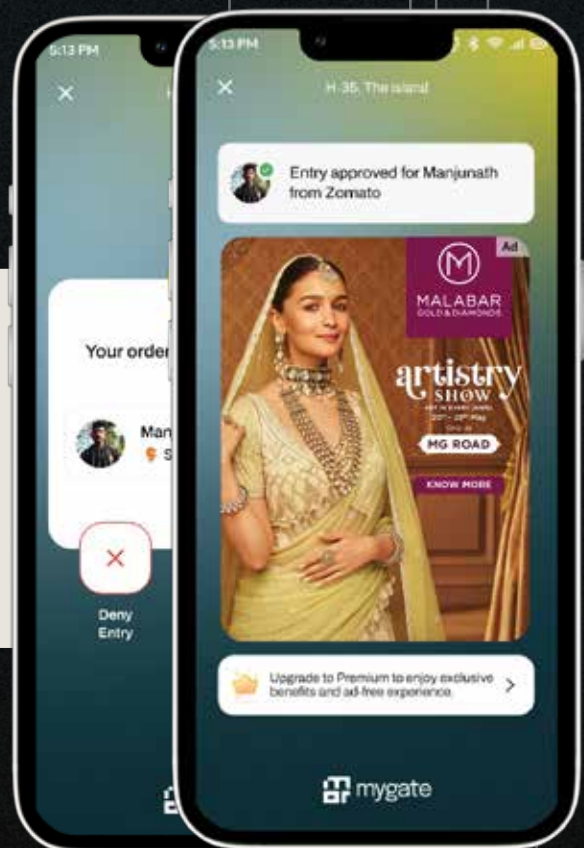 5:13 PM
Your order
Man
S
Deny
Entry
5:13 PM
H-35, The island
Entry approved for Manjunath
from Zomato
Ad
M
MALABAR
GOLD & DIAMONDS
artistry
SHOW
MG ROAD
KNOW MORE
Upgrade to Premium to enjoy exclusive
benefits and ad-free experience
mygate